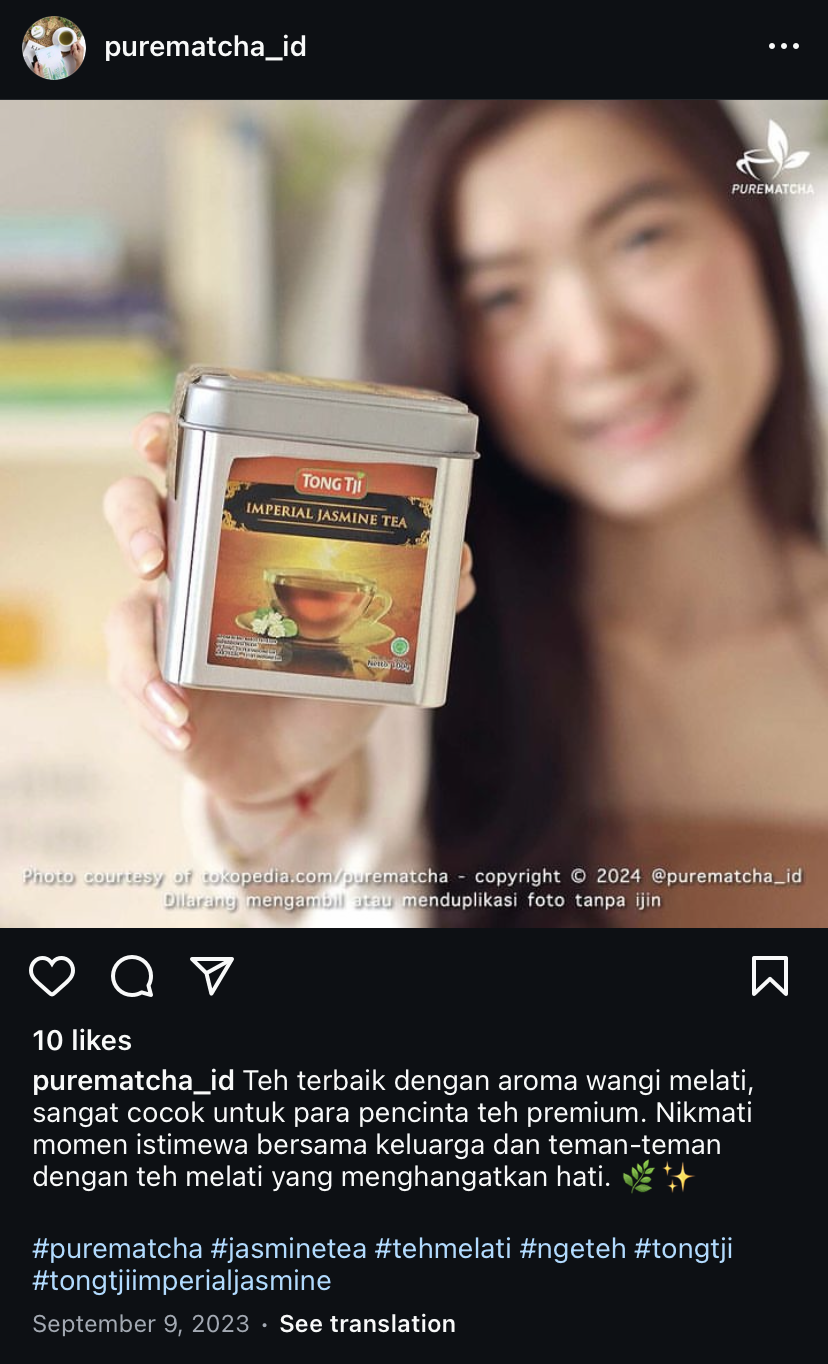 purematcha_id
PUREMATCHA
TONG TJI
IMPERIAL JASMINE TEA
Netto: 100g
Photo courtesy of tokopedia.com/purematcha - copyright © 2024 @purematcha_id
Dilarang mengambil atau menduplikasi foto tanpa ijin
10 likes
purematcha_id Teh terbaik dengan aroma wangi melati,
sangat cocok untuk para pencinta teh premium. Nikmati
momen istimewa bersama keluarga dan teman-teman
dengan teh melati yang menghangatkan hati. 🌿✨
#purematcha #jasminetea #tehmelati #ngeteh #tongtji
#tongtjiimperialjasmine
September 9, 2023 · See translation